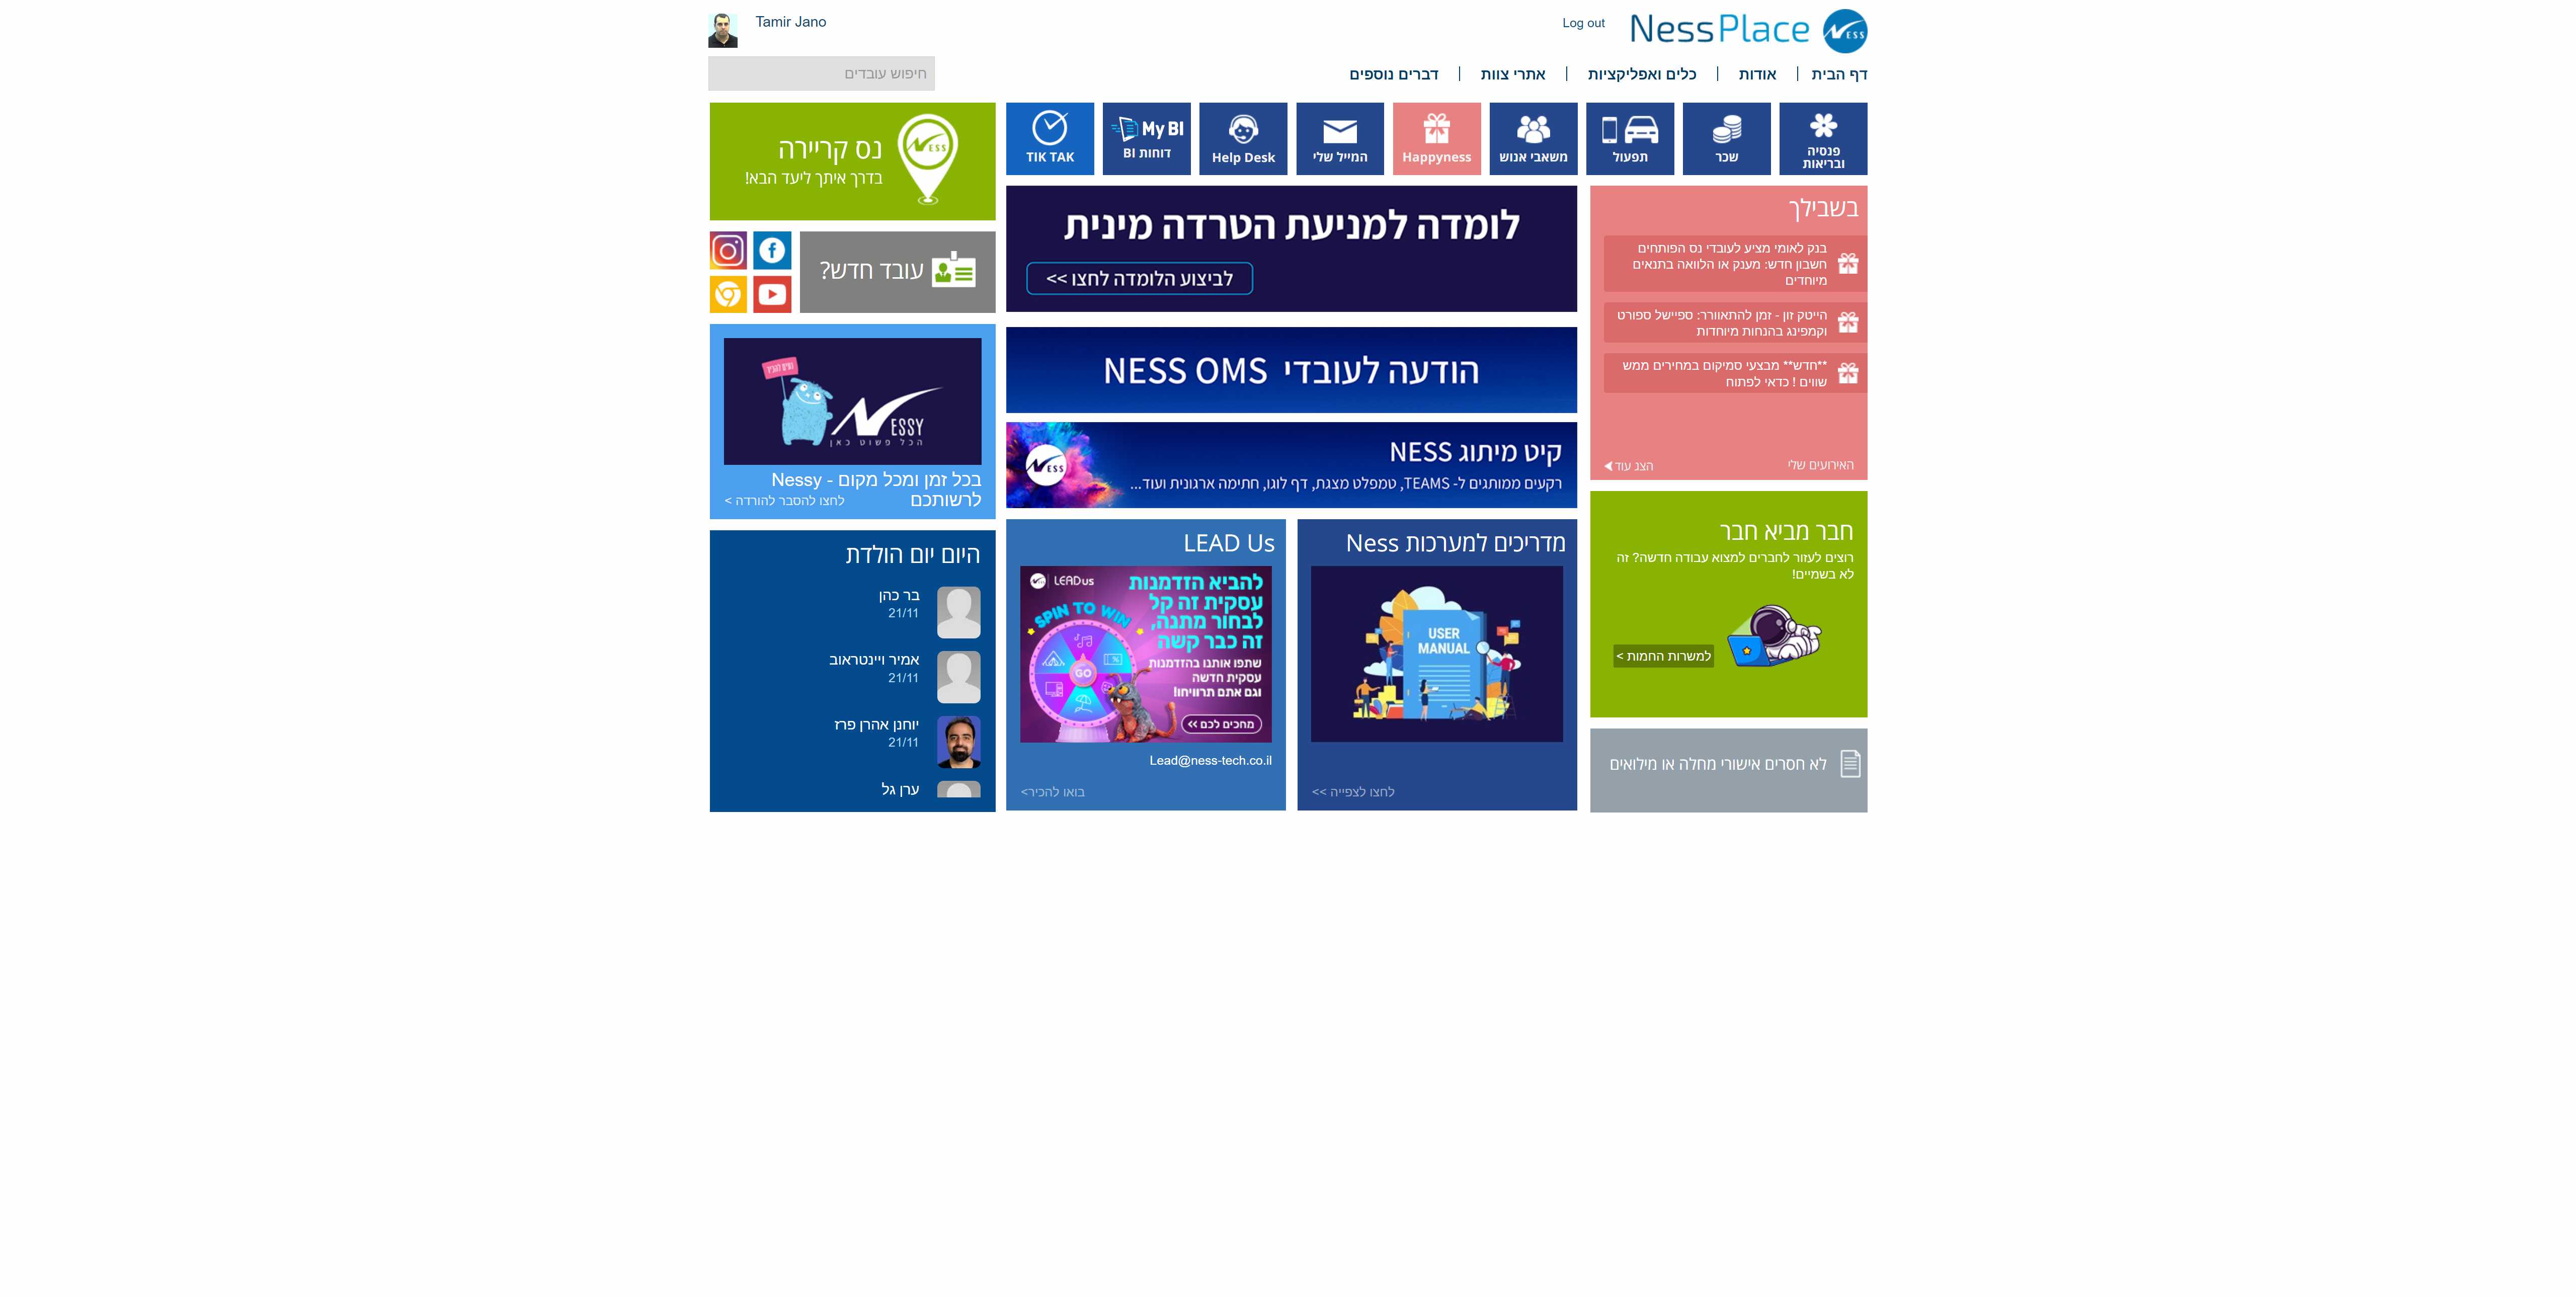 NessPlace
NESS
Log out
Tamir Jano
דף הבית | אודות | כלים ואפליקציות | אתרי צוות | דברים נוספים
חיפוש עובדים
פנסיה
ובריאות
שכר
תפעול
משאבי אנוש
Happyness
המייל שלי
Help Desk
My BI
דוחות BI
TIK TAK
בשבילך
בנק לאומי מציע לעובדי נס הפותחים
חשבון חדש: מענק או הלוואה בתנאים
מיוחדים
הייטק זון - זמן להתאוורר: ספיישל ספורט
וקמפינג בהנחות מיוחדות
**חדש** מבצעי סמיקום במחירים ממש
שווים ! כדאי לפתוח
האירועים שלי
הצג עוד
חבר מביא חבר
רוצים לעזור לחברים למצוא עבודה חדשה? זה
לא בשמיים!
למשרות החמות >
לא חסרים אישורי מחלה או מילואים
לומדה למניעת הטרדה מינית
לביצוע הלומדה לחצו >>
הודעה לעובדי NESS OMS
קיט מיתוג NESS
רקעים ממותגים ל- TEAMS, טמפלט מצגת, דף לוגו, חתימה ארגונית ועוד...
NESS
מדריכים למערכות Ness
USER
MANUAL
לחצו לצפייה >>
LEAD Us
LEADus
להביא הזדמנות
עסקית זה קל
לבחור מתנה,
זה כבר קשה
SPIN TO WIN
GO
שתפו אותנו בהזדמנות
עסקית חדשה
וגם אתם תרוויחו!
מחכים לכם >>
Lead@ness-tech.co.il
בואו להכיר>
נס קריירה
בדרך איתך ליעד הבא!
NESS
עובד חדש?
NESSY
הכל פשוט כאן
בכל זמן ומכל מקום - Nessy
לרשותכם
לחצו להסבר להורדה >
היום יום הולדת
בר כהן
21/11
אמיר ויינטראוב
21/11
יוחנן אהרן פרז
21/11
ערן גל